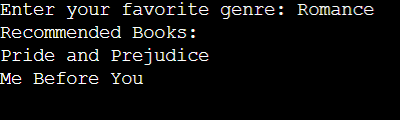 Enter your favorite genre: Romance
Recommended Books:
Pride and Prejudice
Me Before You